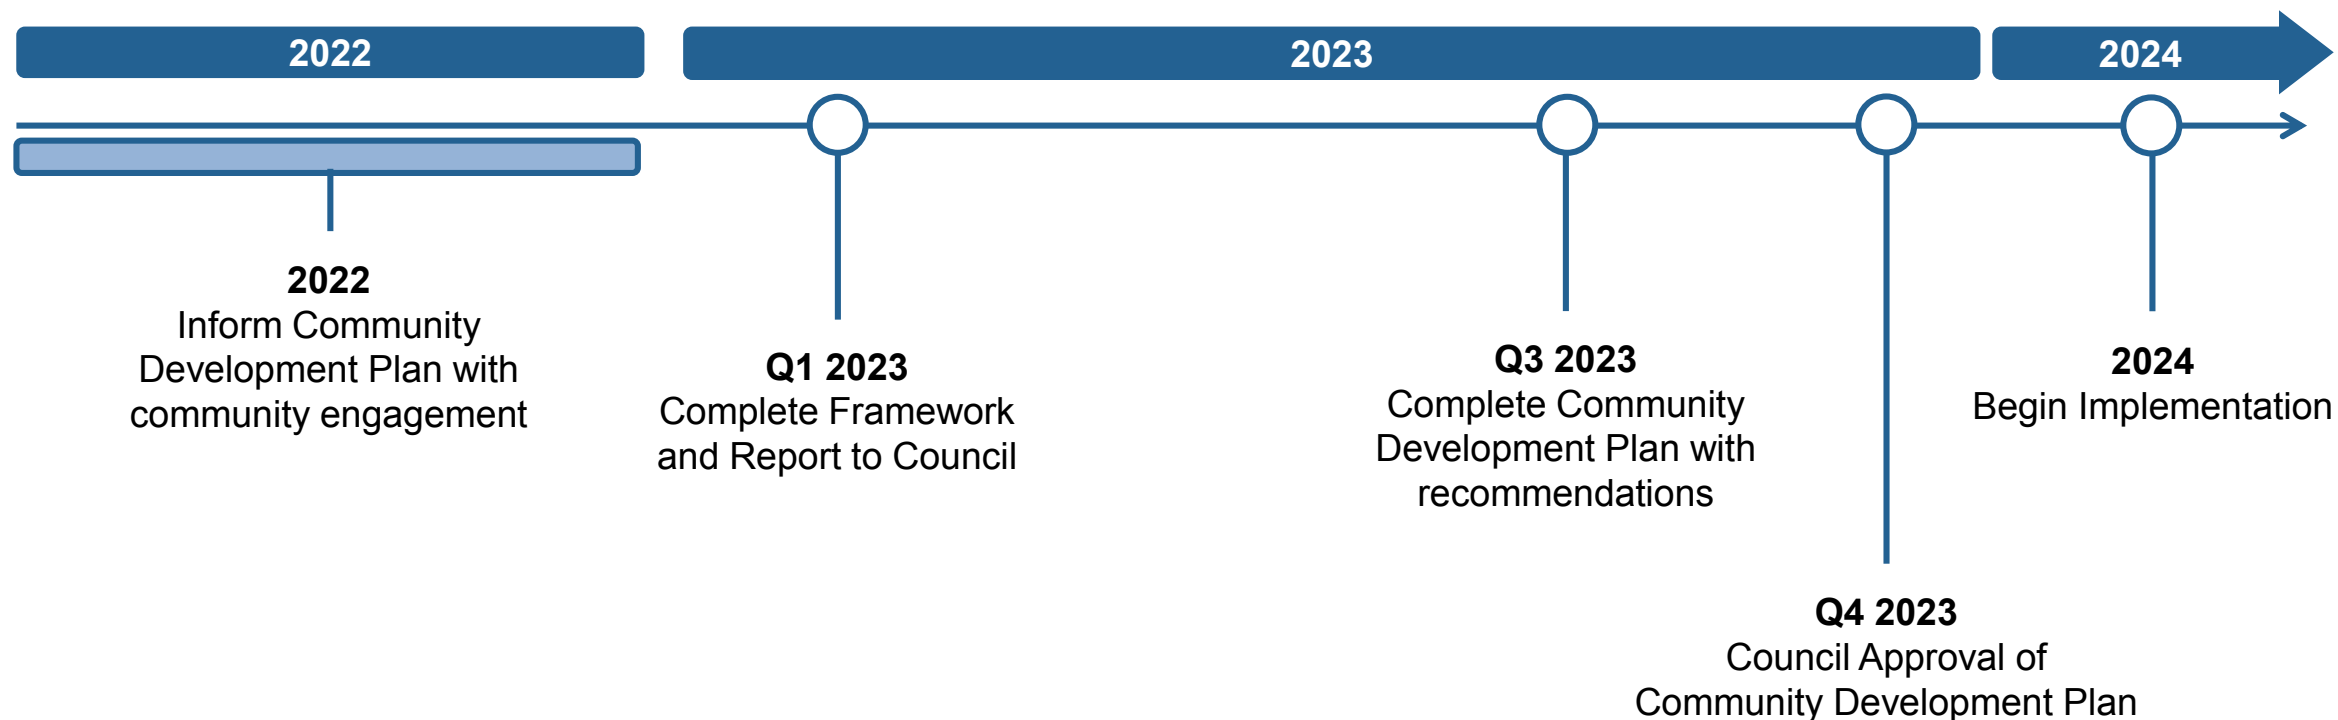 2022
2023
2024
2022
Inform Community
Development Plan with
community engagement
Q1 2023
Complete Framework
and Report to Council
Q3 2023
Complete Community
Development Plan with
recommendations
Q4 2023
Council Approval of
Community Development Plan
2024
Begin Implementation